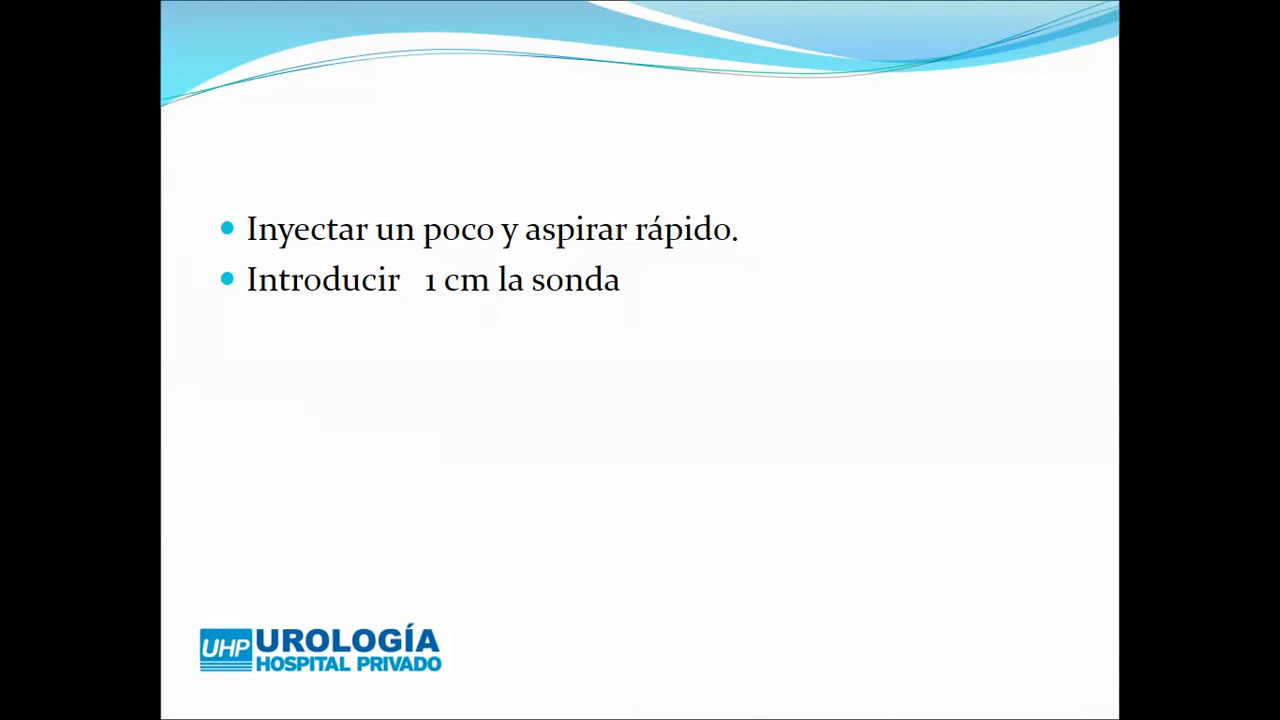 Inyectar un poco y aspirar rápido.
Introducir 1 cm la sonda
UHP UROLOGÍA
HOSPITAL PRIVADO